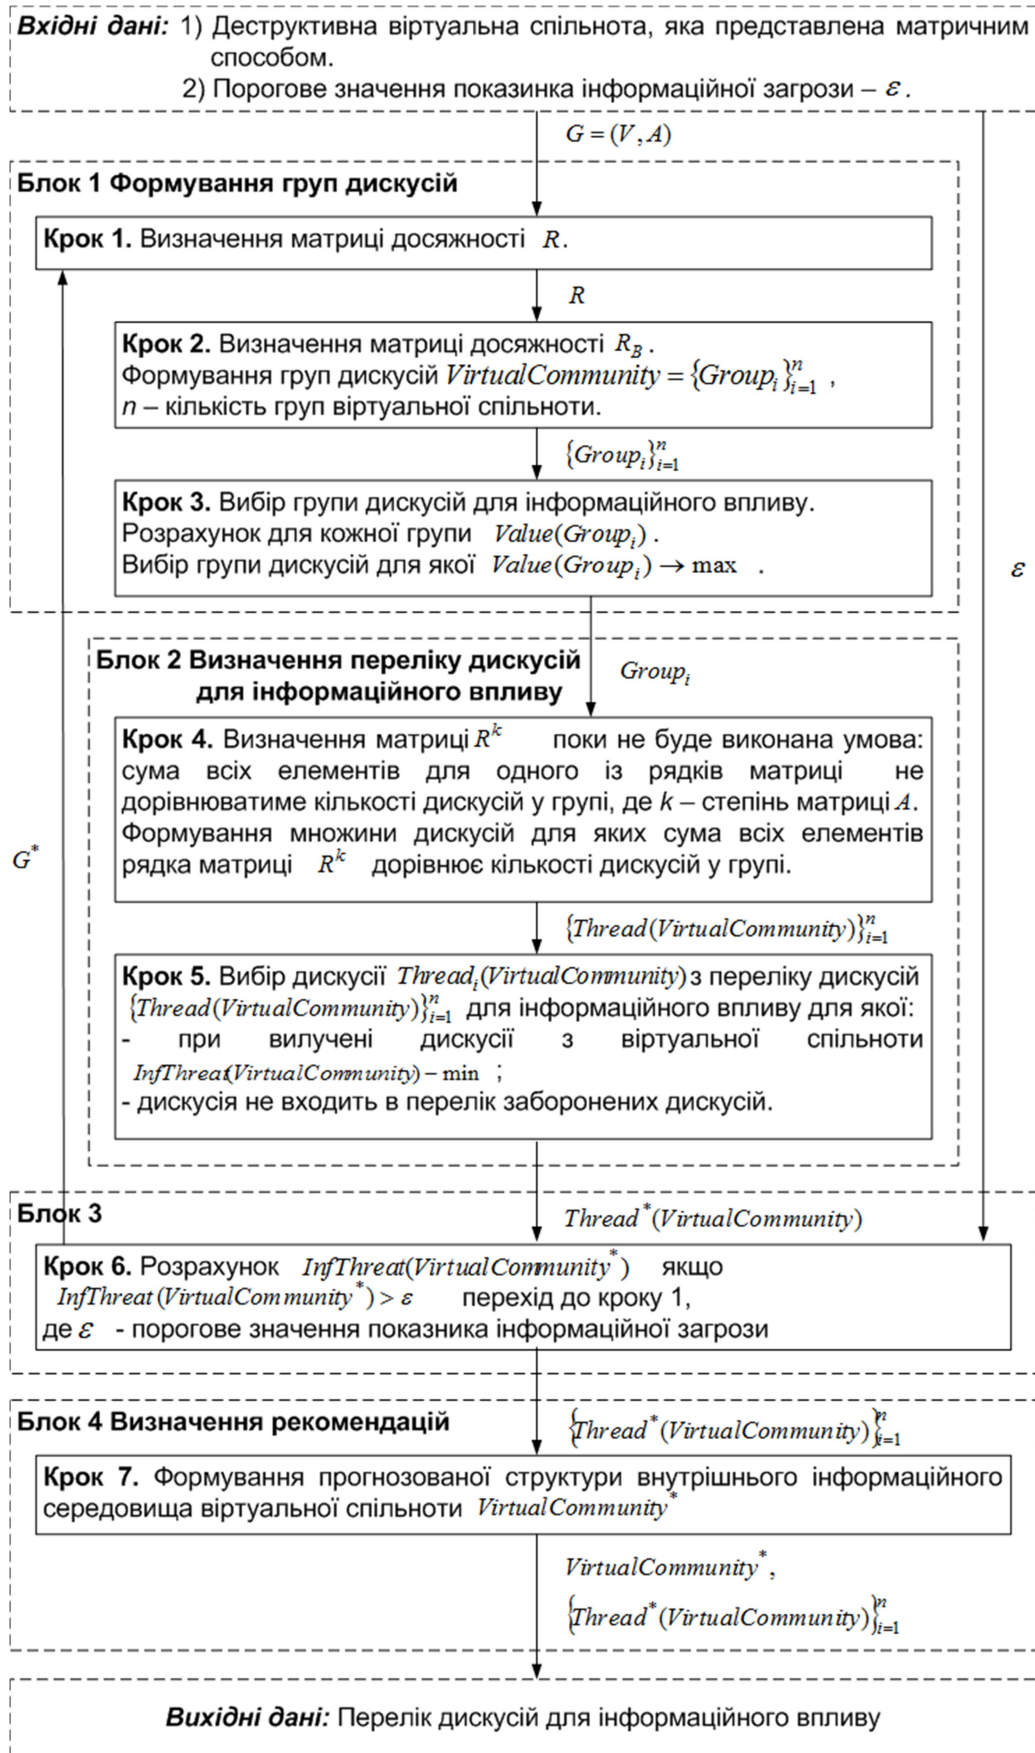 Вхідні дані: 1) Деструктивна віртуальна спільнота, яка представлена матричним
способом.
2) Порогове значення показинка інформаційної загрози – ε.
G = (V, A)
Блок 1 Формування груп дискусій
Крок 1. Визначення матриці досяжності R.
R
Крок 2. Визначення матриці досяжності R_B.
Формування груп дискусій VirtualCommunity = {Group_i}_{i=1}^n ,
n – кількість груп віртуальної спільноти.
{Group_i}_{i=1}^n
Крок 3. Вибір групи дискусій для інформаційного впливу.
Розрахунок для кожної групи Value(Group_i).
Вибір групи дискусій для якої Value(Group_i) → max .
ε
Блок 2 Визначення переліку дискусій
для інформаційного впливу
Group_i
Крок 4. Визначення матриці R^k поки не буде виконана умова:
сума всіх елементів для одного із рядків матриці не
дорівнюватиме кількості дискусій у групі, де k – степінь матриці A.
Формування множини дискусій для яких сума всіх елементів
рядка матриці R^k дорівнює кількості дискусій у групі.
G^*
{Thread(VirtualCommunity)}_{i=1}^n
Крок 5. Вибір дискусії Thread_i(VirtualCommunity) з переліку дискусій
{Thread(VirtualCommunity)}_{i=1}^n для інформаційного впливу для якої:
- при вилучені дискусії з віртуальної спільноти
InfThreat(VirtualCommunity) – min ;
- дискусія не входить в перелік заборонених дискусій.
Блок 3
Thread^*(VirtualCommunity)
Крок 6. Розрахунок InfThreat(VirtualCommunity^*) якщо
InfThreat(VirtualCommunity^*) > ε перехід до кроку 1,
де ε - порогове значення показника інформаційної загрози
Блок 4 Визначення рекомендацій
{Thread^*(VirtualCommunity)}_{i=1}^n
Крок 7. Формування прогнозованої структури внутрішнього інформаційного
середовища віртуальної спільноти VirtualCommunity^*
VirtualCommunity^*,
{Thread^*(VirtualCommunity)}_{i=1}^n
Вихідні дані: Перелік дискусій для інформаційного впливу